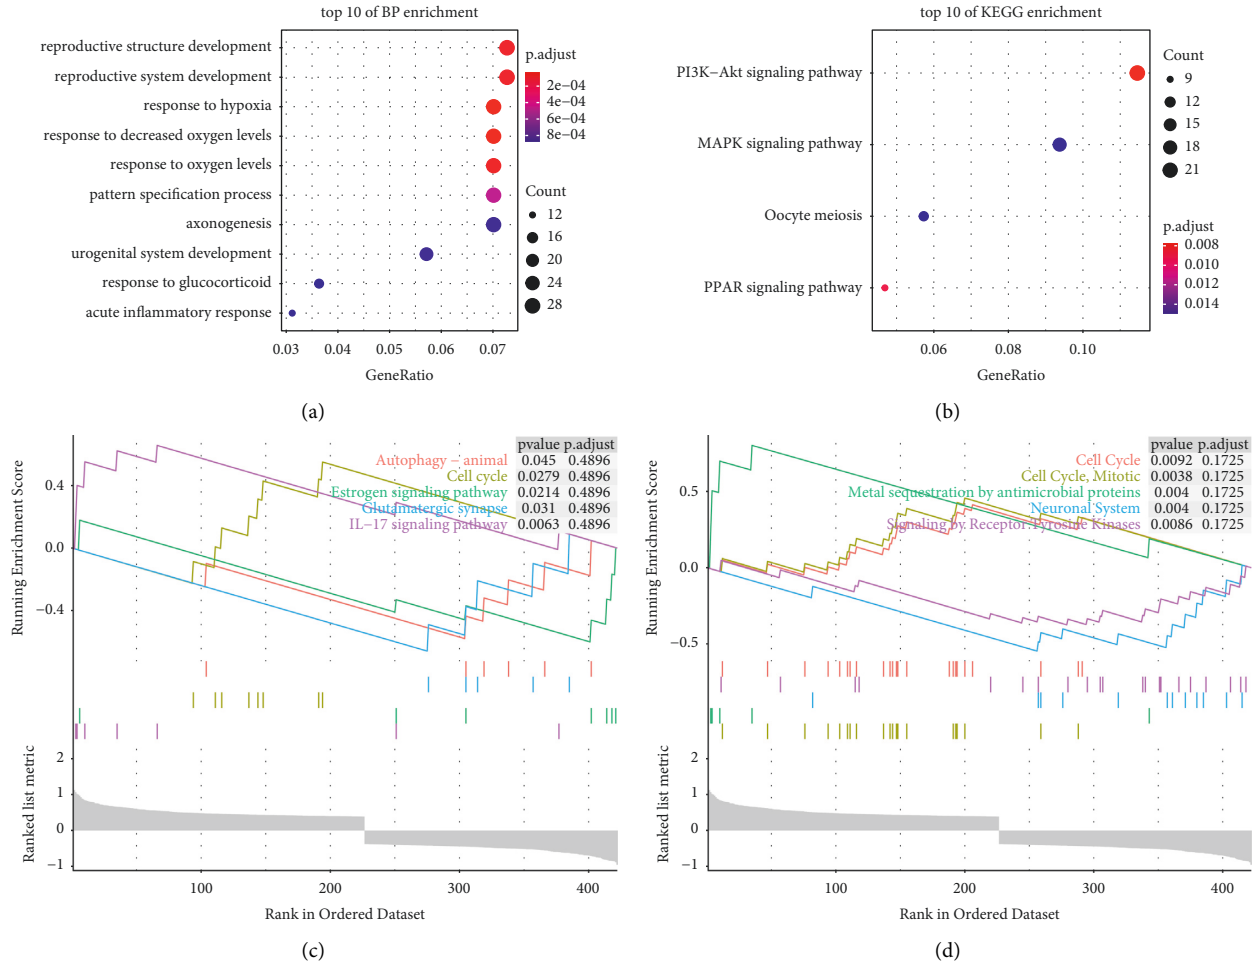 top 10 of BP enrichment
reproductive structure development
reproductive system development
response to hypoxia
response to decreased oxygen levels
response to oxygen levels
pattern specification process
axonogenesis
urogenital system development
response to glucocorticoid
acute inflammatory response
0.03 0.04 0.05 0.06 0.07
GeneRatio
p.adjust
2e−04
4e−04
6e−04
8e−04
Count
12
16
20
24
28
(a)
top 10 of KEGG enrichment
PI3K−Akt signaling pathway
MAPK signaling pathway
Oocyte meiosis
PPAR signaling pathway
0.06 0.08 0.10
GeneRatio
Count
9
12
15
18
21
p.adjust
0.008
0.010
0.012
0.014
(b)
Running Enrichment Score
0.4
0.0
−0.4
pvalue p.adjust
Autophagy − animal 0.045 0.4896
Cell cycle 0.0279 0.4896
Estrogen signaling pathway 0.0214 0.4896
Glutamatergic synapse 0.031 0.4896
IL−17 signaling pathway 0.0063 0.4896
Ranked list metric
2
1
0
−1
100 200 300 400
Rank in Ordered Dataset
(c)
Running Enrichment Score
0.5
0.0
−0.5
pvalue p.adjust
Cell Cycle 0.0092 0.1725
Cell Cycle, Mitotic 0.0038 0.1725
Metal sequestration by antimicrobial proteins 0.004 0.1725
Neuronal System 0.004 0.1725
Signaling by Receptor Tyrosine Kinases 0.0086 0.1725
Ranked list metric
2
1
0
−1
100 200 300 400
Rank in Ordered Dataset
(d)